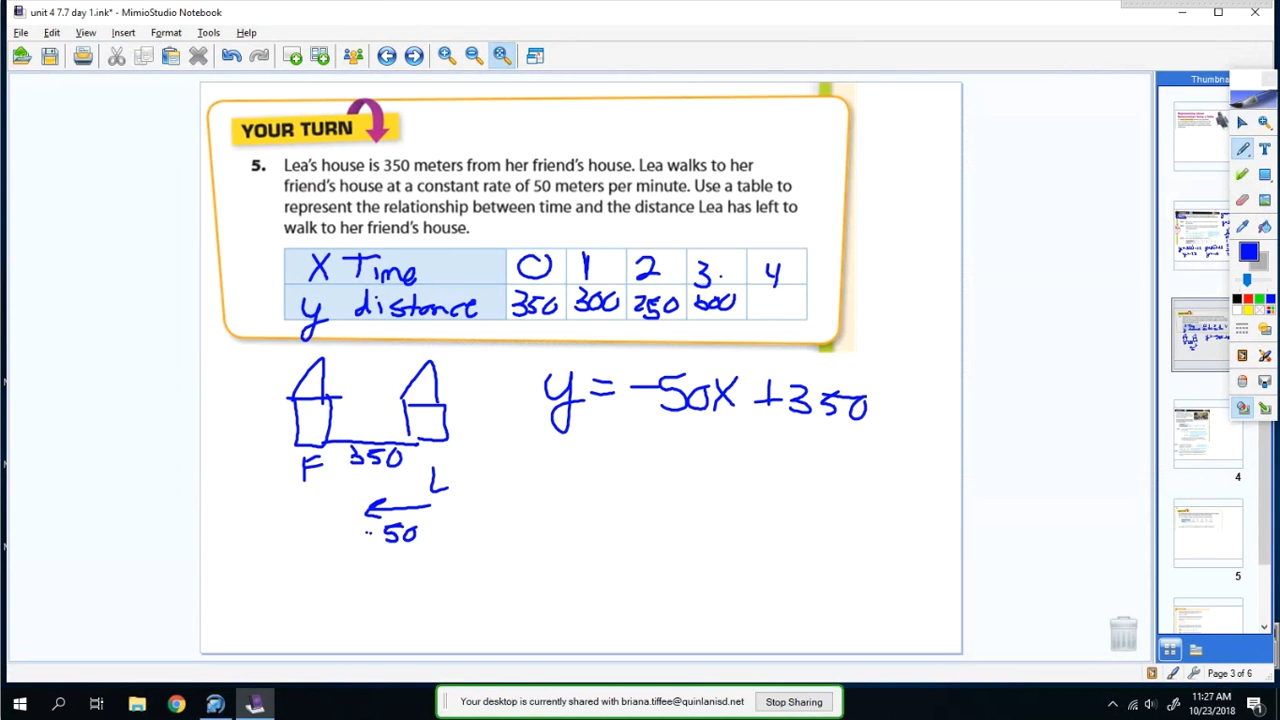 unit 4 7.7 day 1.ink* - MimioStudio Notebook
File Edit View Insert Format Tools Help
Thumbna
YOUR TURN
5. Lea's house is 350 meters from her friend's house. Lea walks to her
friend's house at a constant rate of 50 meters per minute. Use a table to
represent the relationship between time and the distance Lea has left to
walk to her friend's house.
X Time 0 1 2 3. 4
y distance 350 300 250
y = -50X +350
350
F
L
50
4
5
Page 3 of 6
Your desktop is currently shared with briana.tiffee@quinlanisd.net Stop Sharing
11:27 AM
10/23/2018